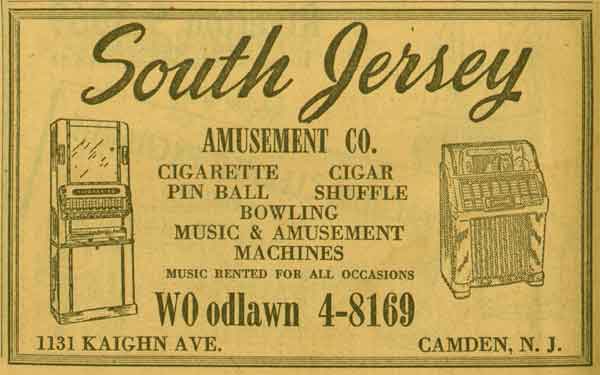 South Jersey
AMUSEMENT CO.
CIGARETTE CIGAR
PIN BALL SHUFFLE
BOWLING
MUSIC & AMUSEMENT
MACHINES
MUSIC RENTED FOR ALL OCCASIONS
WO odlawn 4-8169
1131 KAIGHN AVE. CAMDEN, N. J.